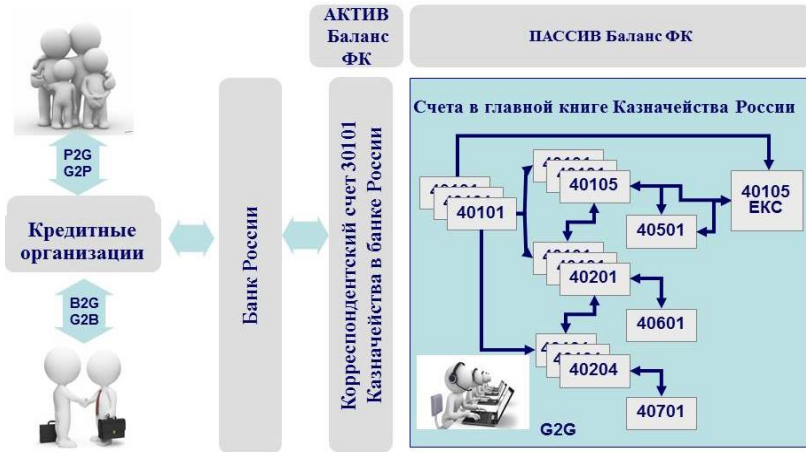 АКТИВ
Баланс
ФК
ПАССИВ Баланс ФК
P2G
G2P
Кредитные
организации
B2G
G2B
Банк России
Корреспондентский счет 30101
Казначейства в банке России
Счета в главной книге Казначейства России
40101
40105
40501
40105
ЕКС
40201
40601
40204
40701
G2G